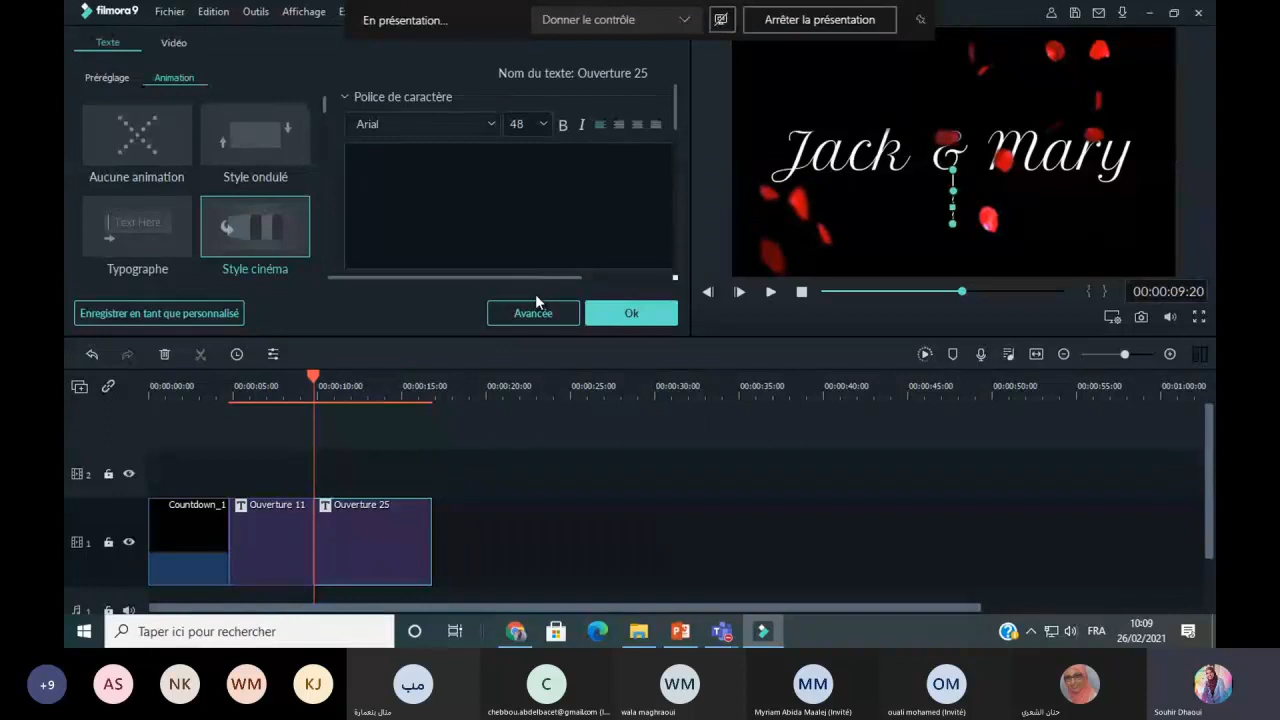 filmora 9 Fichier Edition Outils Affichage E
En présentation... Donner le contrôle Arrêter la présentation
Texte Vidéo
Nom du texte: Ouverture 25
Préréglage Animation
Police de caractère
Arial 48 B I
Aucune animation Style ondulé
Text Here
Typographe Style cinéma
Enregistrer en tant que personnalisé Avancée Ok
Jack & Mary
{ } 00:00:09:20
00:00:00:00 00:00:05:00 00:00:10:00 00:00:15:00 00:00:20:00 00:00:25:00 00:00:30:00 00:00:35:00 00:00:40:00 00:00:45:00 00:00:50:00 00:00:55:00 00:01:00:00
2
Countdown_1 T Ouverture 11 T Ouverture 25
1
1
Taper ici pour rechercher
FRA 10:09
26/02/2021
+9 AS NK WM KJ مب C WM MM OM
منال بنعمارة chebbou.abdelbacet@gmail.com (I... wala maghraoui Myriam Abida Maalej (Invité) ouali mohamed (Invité) حنان الشعري Souhir Dhaoui